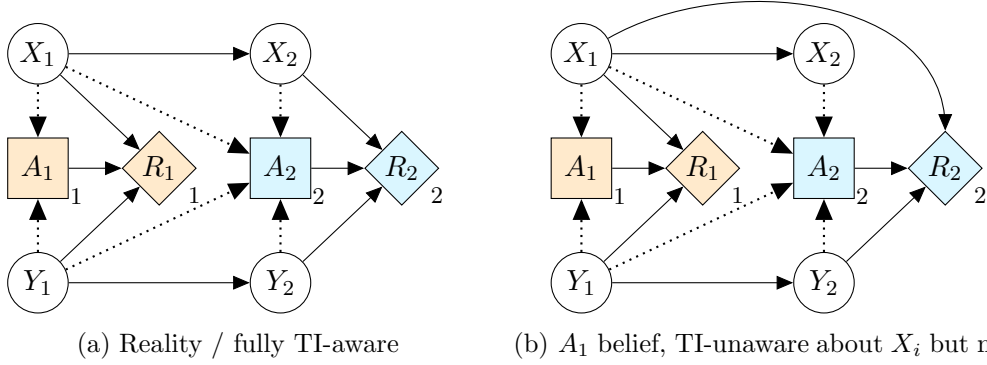 X₁ X₂ X₁ X₂
A₁ 1 R₁ 1 A₂ 2 R₂ 2 A₁ 1 R₁ 1 A₂ 2 R₂ 2
Y₁ Y₂ Y₁ Y₂
(a) Reality / fully TI-aware
(b) A₁ belief, TI-unaware about Xᵢ but